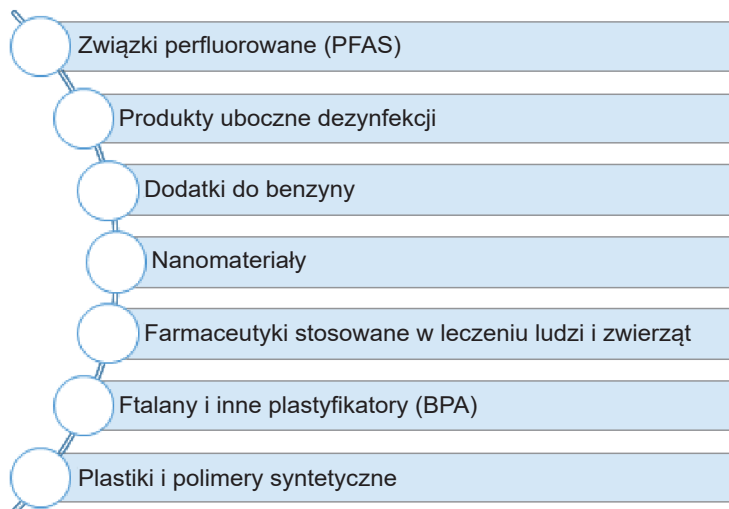 Związki perfluorowane (PFAS)
Produkty uboczne dezynfekcji
Dodatki do benzyny
Nanomateriały
Farmaceutyki stosowane w leczeniu ludzi i zwierząt
Ftalany i inne plastyfikatory (BPA)
Plastiki i polimery syntetyczne